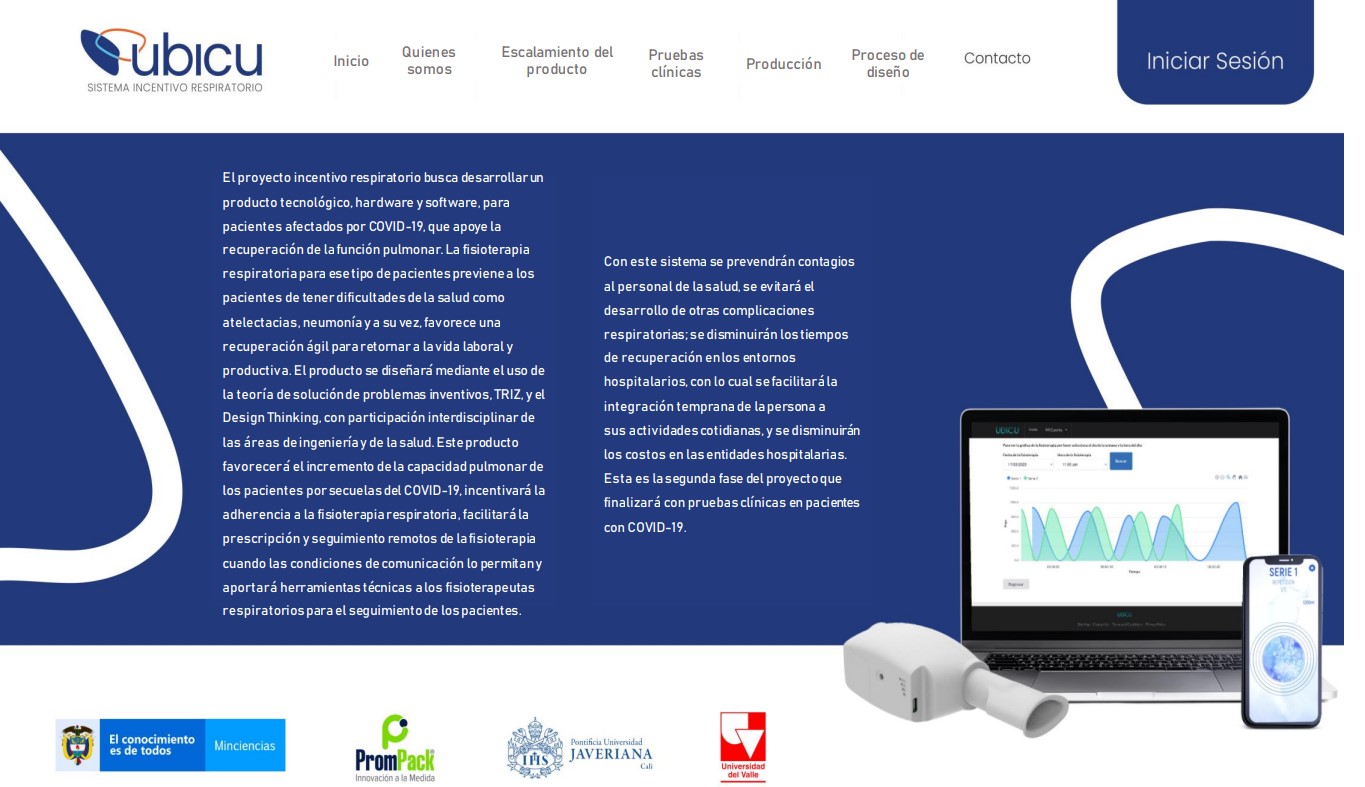 ubicu
SISTEMA INCENTIVO RESPIRATORIO
Inicio
Quienes
somos
Escalamiento del
producto
Pruebas
clínicas
Producción
Proceso de
diseño
Contacto
Iniciar Sesión
El proyecto incentivo respiratorio busca desarrollar un
producto tecnológico, hardware y software, para
pacientes afectados por COVID-19, que apoye la
recuperación de la función pulmonar. La fisioterapia
respiratoria para ese tipo de pacientes previene a los
pacientes de tener dificultades de la salud como
atelectacias, neumonía y a su vez, favorece una
recuperación ágil para retornar a la vida laboral y
productiva. El producto se diseñará mediante el uso de
la teoría de solución de problemas inventivos, TRIZ, y el
Design Thinking, con participación interdisciplinar de
las áreas de ingeniería y de la salud. Este producto
favorecerá el incremento de la capacidad pulmonar de
los pacientes por secuelas del COVID-19, incentivará la
adherencia a la fisioterapia respiratoria, facilitará la
prescripción y seguimiento remotos de la fisioterapia
cuando las condiciones de comunicación lo permitan y
aportará herramientas técnicas a los fisioterapeutas
respiratorios para el seguimiento de los pacientes.
Con este sistema se prevendrán contagios
al personal de la salud, se evitará el
desarrollo de otras complicaciones
respiratorias; se disminuirán los tiempos
de recuperación en los entornos
hospitalarios, con lo cual se facilitará la
integración temprana de la persona a
sus actividades cotidianas, y se disminuirán
los costos en las entidades hospitalarias.
Esta es la segunda fase del proyecto que
finalizará con pruebas clínicas en pacientes
con COVID-19.
UBICU
Buscar
Regresar
UBICU
SERIE 1
El conocimiento
es de todos
Minciencias
PromPack
Innovación a la Medida
IHS
Pontificia Universidad
JAVERIANA
Cali
Universidad
del Valle